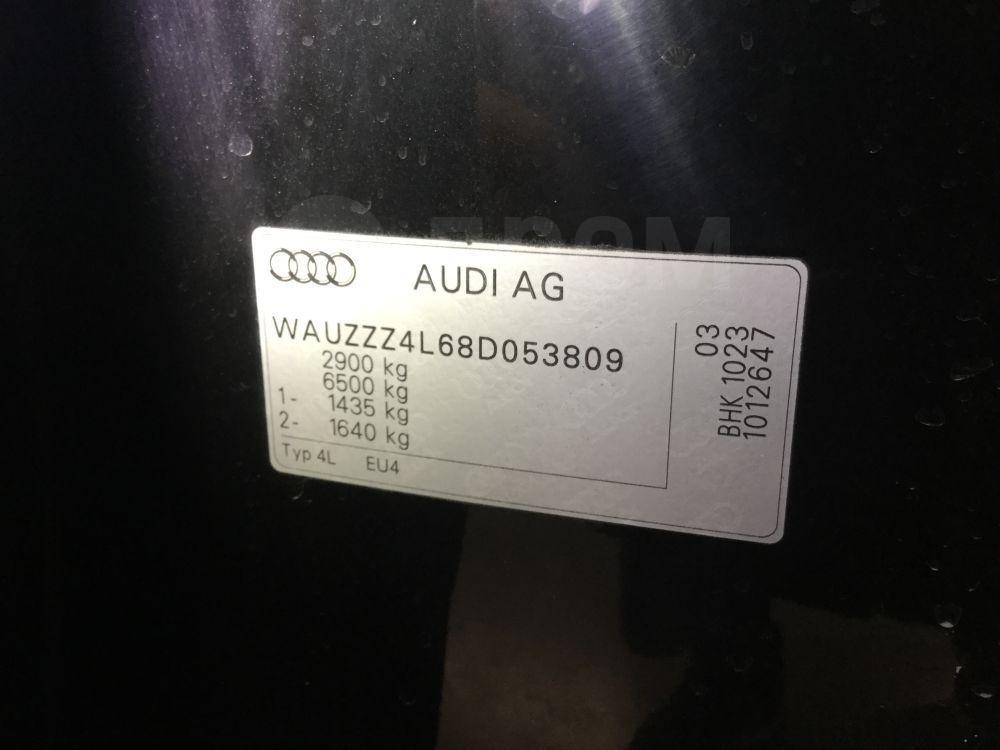 AUDI AG
WAUZZZ4L68D053809
2900 kg
6500 kg
1- 1435 kg
2- 1640 kg
Typ 4L EU4
03
BHK 1023
1012647
ДРОМ